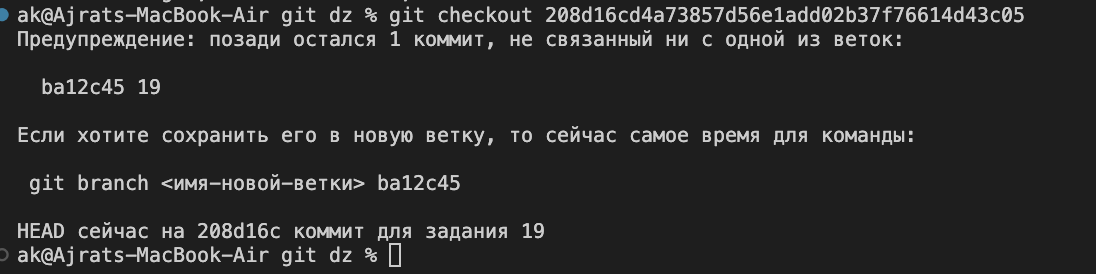 ak@Ajrats-MacBook-Air git dz % git checkout 208d16cd4a73857d56e1add02b37f76614d43c05
Предупреждение: позади остался 1 коммит, не связанный ни с одной из веток:
ba12c45 19
Если хотите сохранить его в новую ветку, то сейчас самое время для команды:
git branch <имя-новой-ветки> ba12c45
HEAD сейчас на 208d16c коммит для задания 19
ak@Ajrats-MacBook-Air git dz %